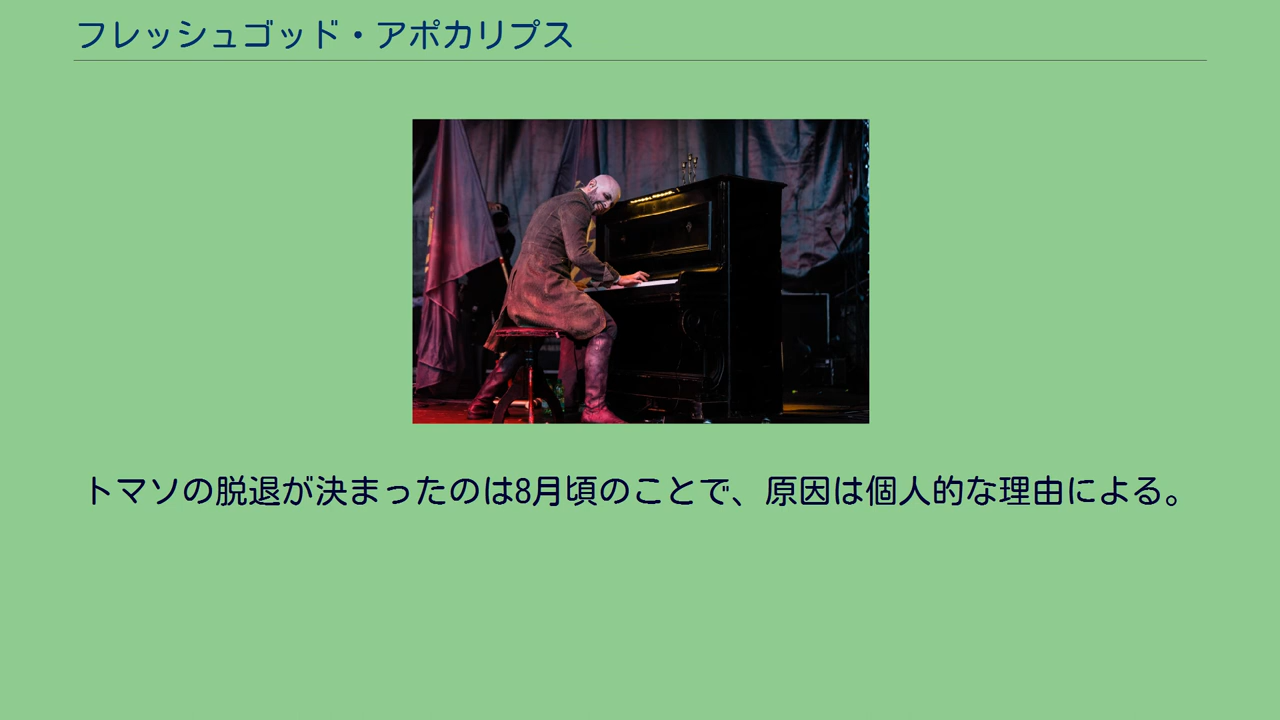 フレッシュゴッド・アポカリプス
トマソの脱退が決まったのは8月頃のことで、原因は個人的な理由による。